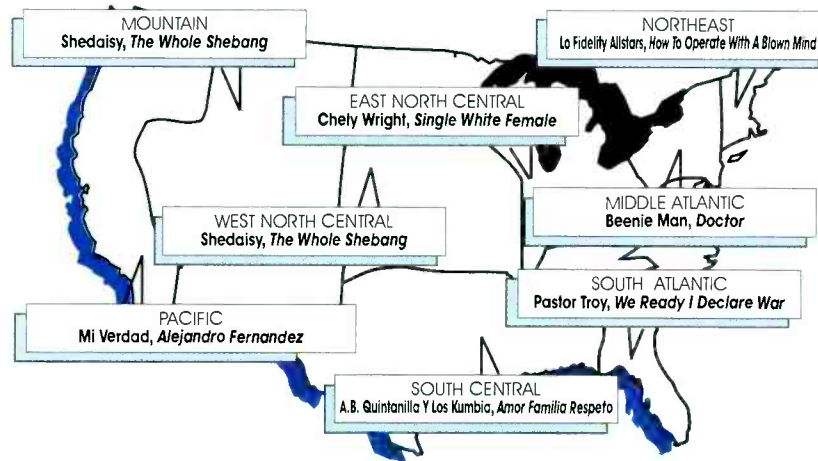 MOUNTAIN
Shedaisy, The Whole Shebang
NORTHEAST
Lo Fidelity Allstars, How To Operate With A Blown Mind
EAST NORTH CENTRAL
Chely Wright, Single White Female
MIDDLE ATLANTIC
Beenie Man, Doctor
WEST NORTH CENTRAL
Shedaisy, The Whole Shebang
SOUTH ATLANTIC
Pastor Troy, We Ready I Declare War
PACIFIC
Mi Verdad, Alejandro Fernandez
SOUTH CENTRAL
A.B. Quintanilla Y Los Kumbia, Amor Familia Respeto